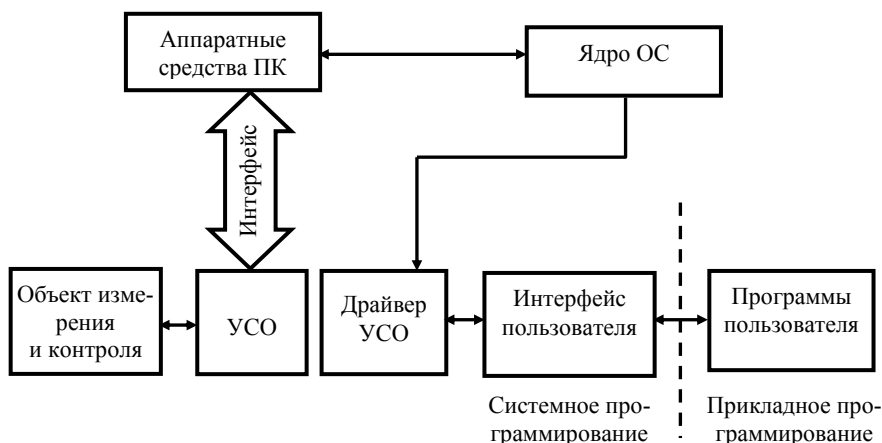 Аппаратные
средства ПК
Ядро ОС
Интерфейс
Объект изме-
рения
и контроля
УСО
Драйвер
УСО
Интерфейс
пользователя
Программы
пользователя
Системное про-
граммирование
Прикладное про-
граммирование